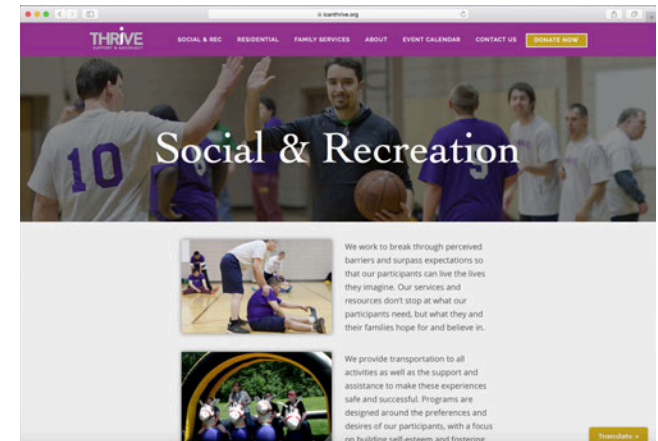 icanthrive.org
THRiVE
SUPPORT & ADVOCACY
SOCIAL & REC RESIDENTIAL FAMILY SERVICES ABOUT EVENT CALENDAR CONTACT US DONATE NOW
10
5
Social & Recreation
We work to break through perceived
barriers and surpass expectations so
that our participants can live the lives
they imagine. Our services and
resources don't stop at what our
participants need, but what they and
their families hope for and believe in.
We provide transportation to all
activities as well as the support and
assistance to make these experiences
safe and successful. Programs are
designed around the preferences and
desires of our participants, with a focus
on building self-esteem and fostering
Translate »